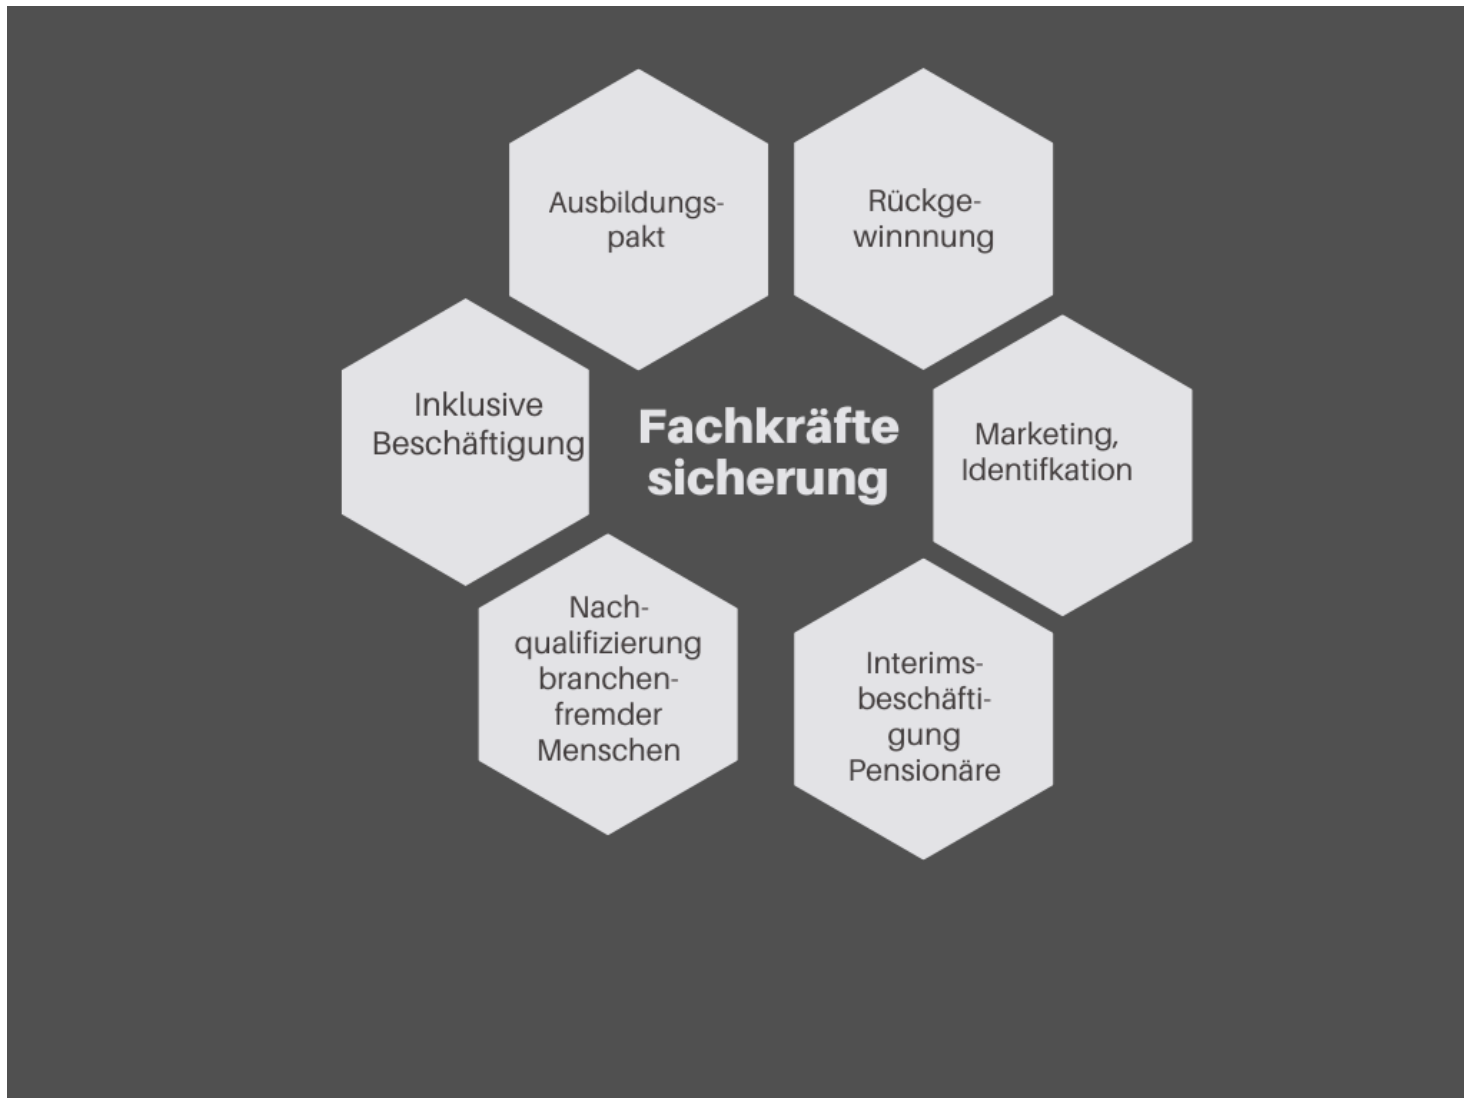 Ausbildungs-
pakt
Rückge-
winnnung
Inklusive
Beschäftigung
Fachkräfte
sicherung
Marketing,
Identifkation
Nach-
qualifizierung
branchen-
fremder
Menschen
Interims-
beschäfti-
gung
Pensionäre